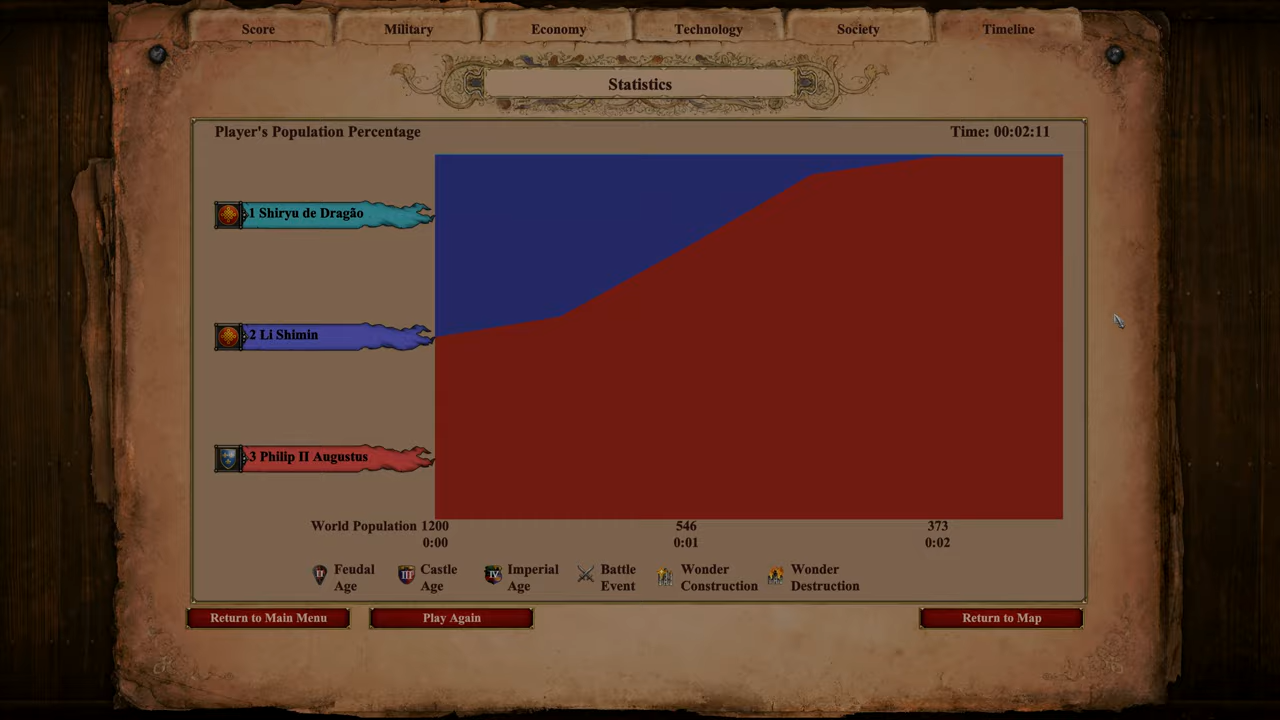 Score
Military
Economy
Technology
Society
Timeline
Statistics
Player's Population Percentage
Time: 00:02:11
1 Shiryu de Dragão
2 Li Shimin
3 Philip II Augustus
World Population 1200
546
373
0:00
0:01
0:02
II
Feudal
Age
III
Castle
Age
IV
Imperial
Age
Battle
Event
Wonder
Construction
Wonder
Destruction
Return to Main Menu
Play Again
Return to Map